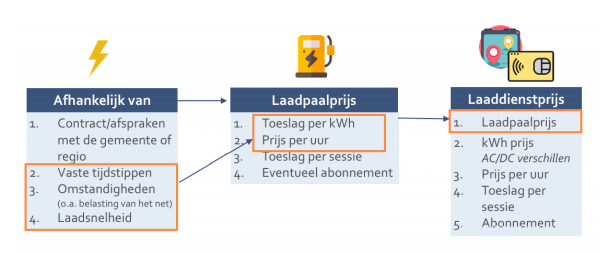 Afhankelijk van
1. Contract/afspraken
met de gemeente of
regio
2. Vaste tijdstippen
3. Omstandigheden
(o.a. belasting van het net)
4. Laadsnelheid
Laadpaalprijs
1. Toeslag per kWh
2. Prijs per uur
3. Toeslag per sessie
4. Eventueel abonnement
Laaddienstprijs
1. Laadpaalprijs
2. kWh prijs
AC/DC verschillen
3. Prijs per uur
4. Toeslag per
sessie
5. Abonnement